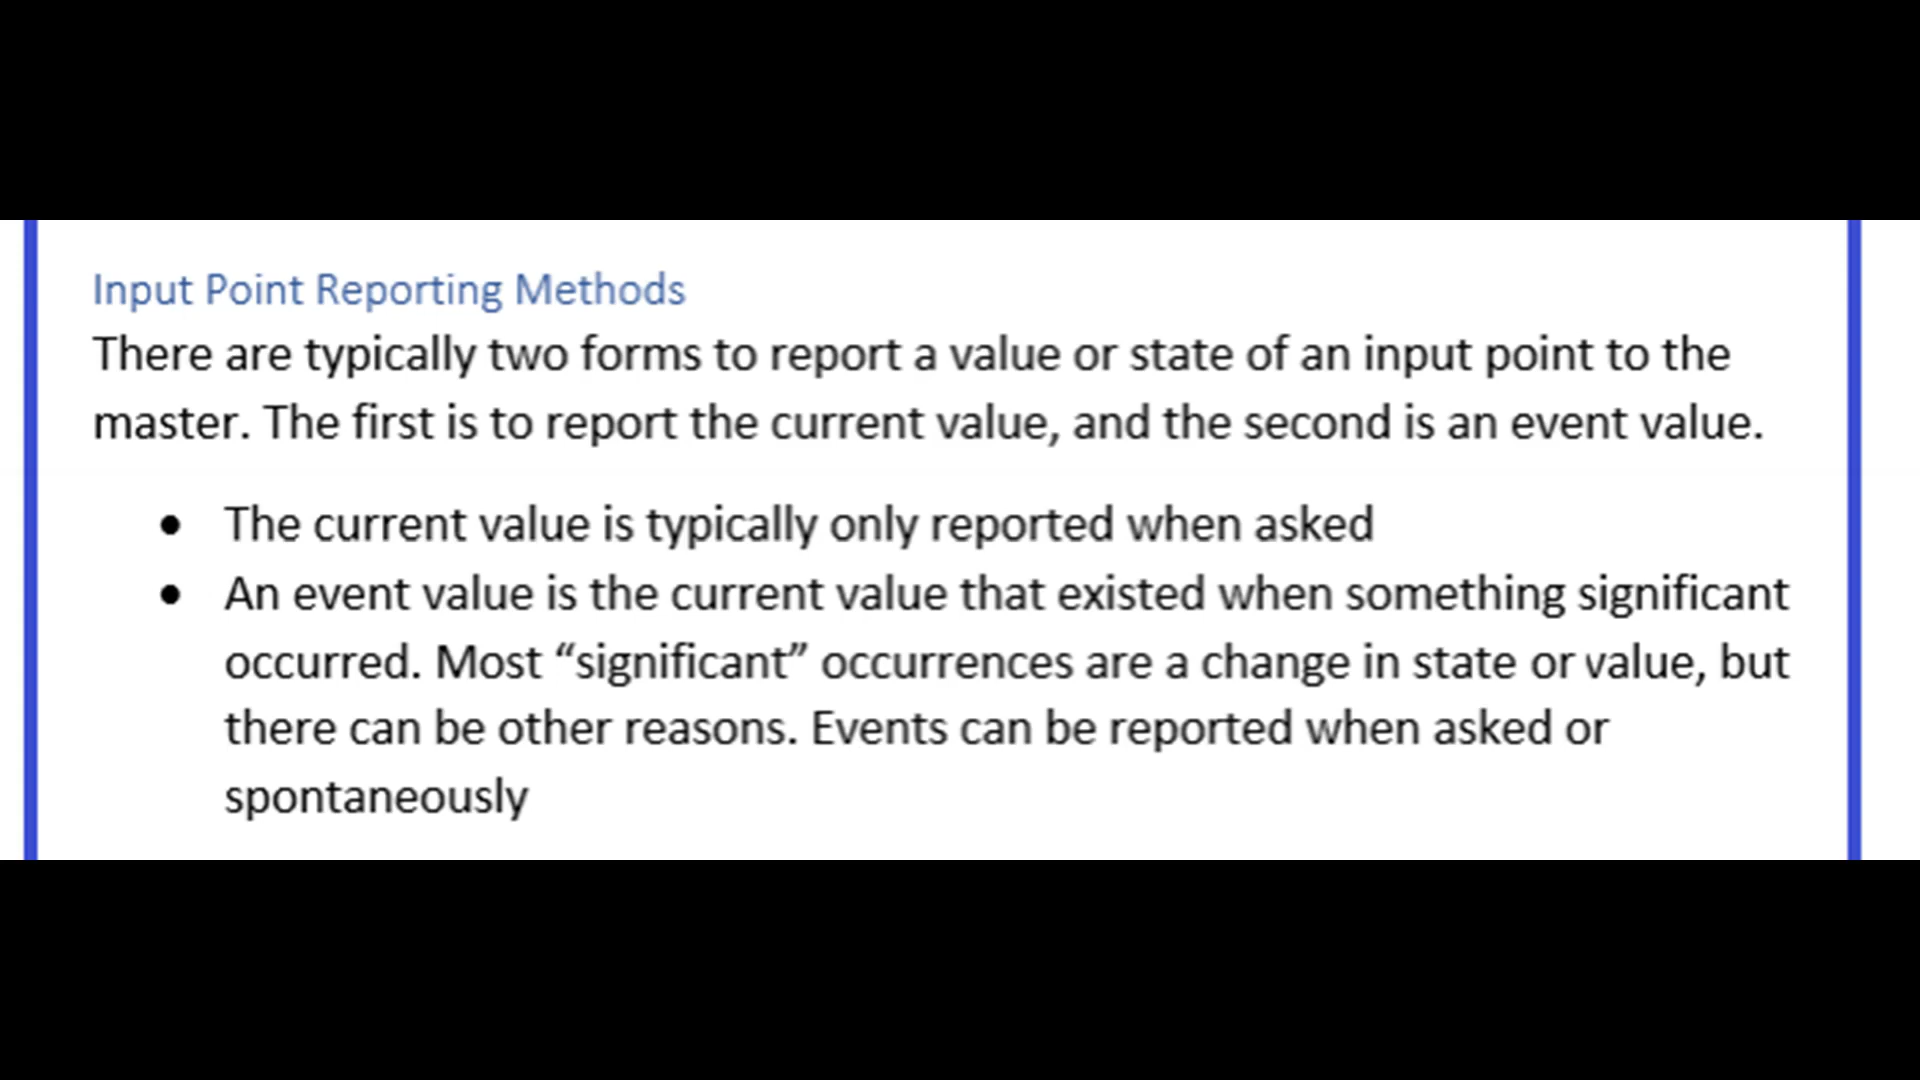 Input Point Reporting Methods
There are typically two forms to report a value or state of an input point to the
master. The first is to report the current value, and the second is an event value.
• The current value is typically only reported when asked
• An event value is the current value that existed when something significant
occurred. Most “significant” occurrences are a change in state or value, but
there can be other reasons. Events can be reported when asked or
spontaneously